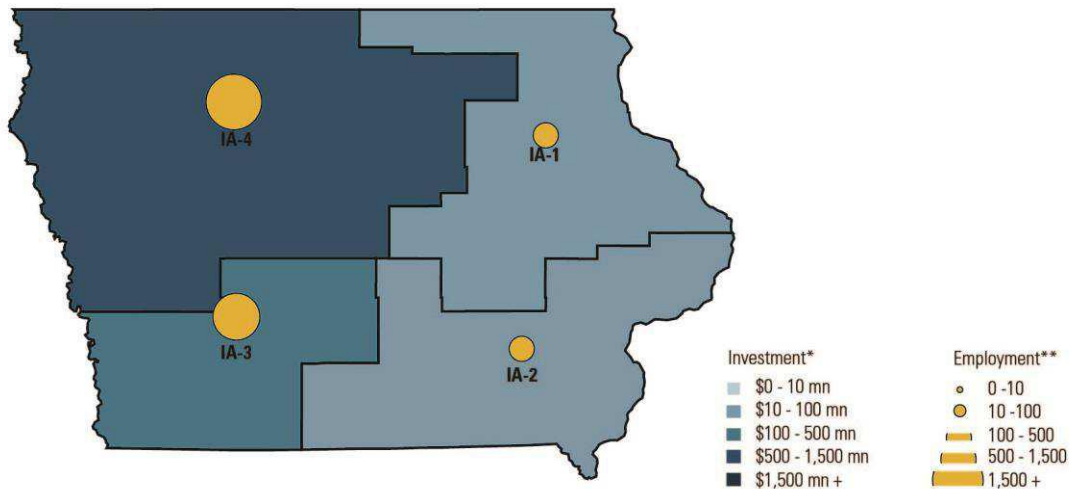 IA-4
IA-1
IA-3
IA-2
Investment*
$0 - 10 mn
$10 - 100 mn
$100 - 500 mn
$500 - 1,500 mn
$1,500 mn +
Employment**
0 -10
10 -100
100 - 500
500 - 1,500
1,500 +